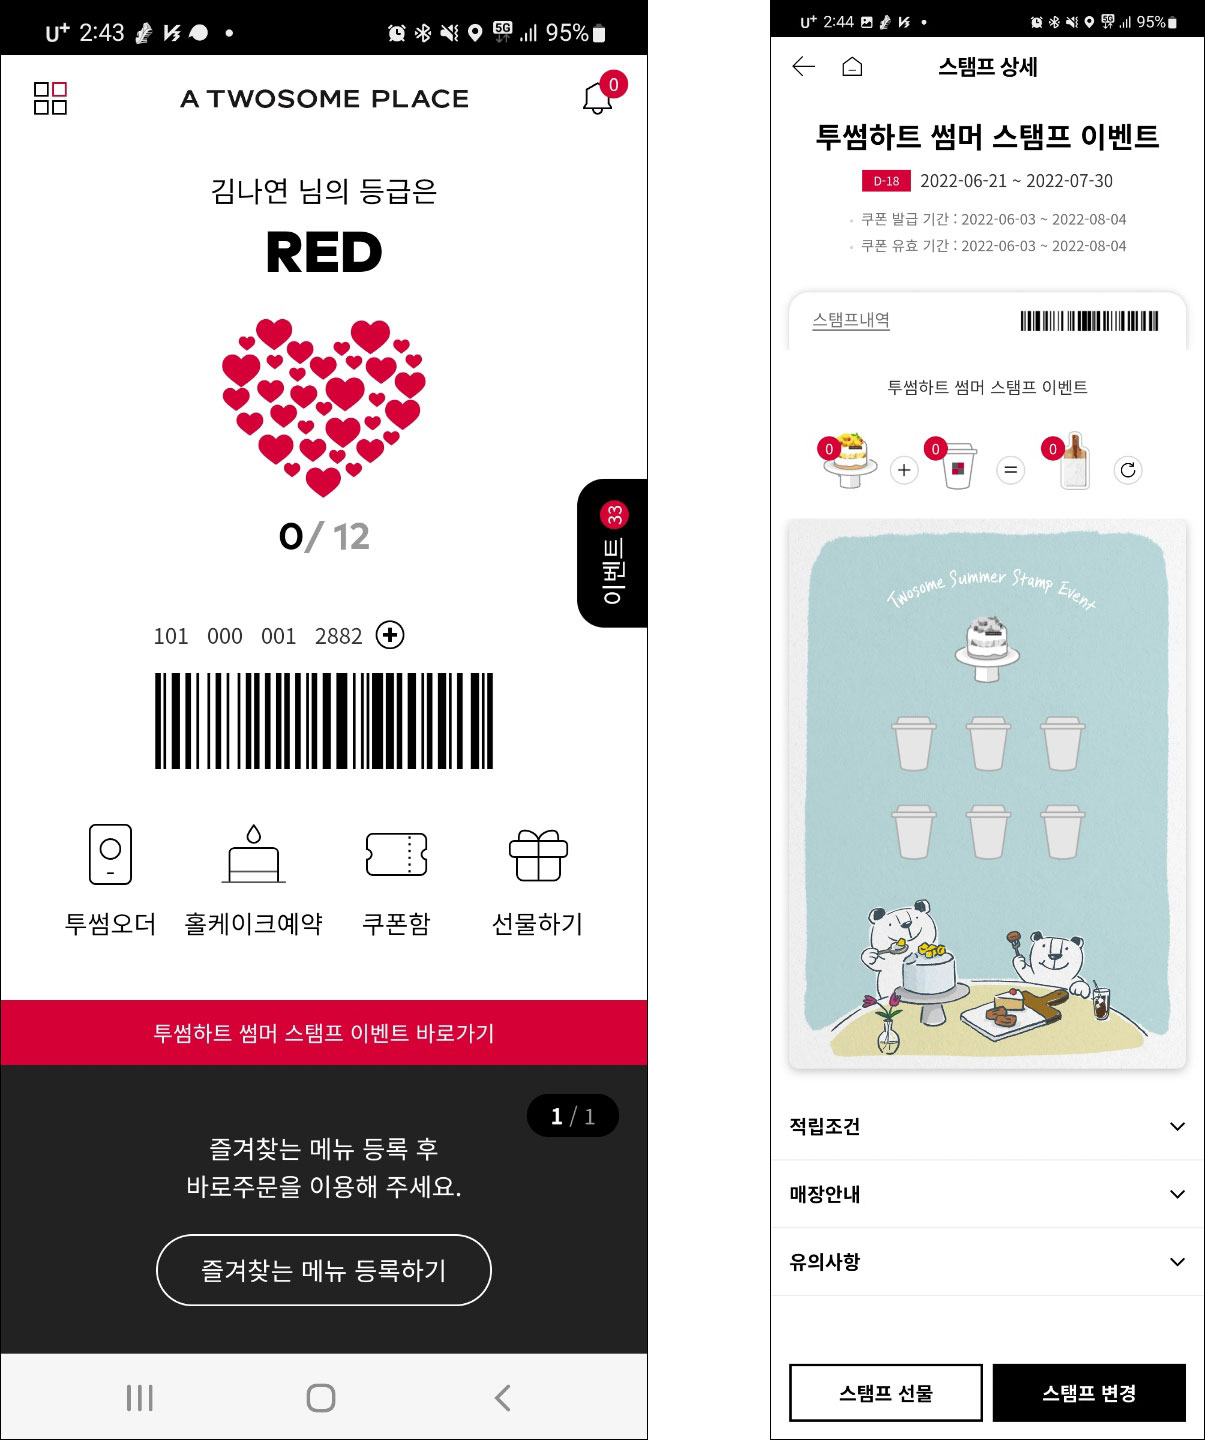 U+ 2:43
5G
95%
A TWOSOME PLACE
0
김나연 님의 등급은
RED
0/ 12
이벤트 33
101 000 001 2882
투썸오더
홀케이크예약
쿠폰함
선물하기
투썸하트 썸머 스탬프 이벤트 바로가기
1 / 1
즐겨찾는 메뉴 등록 후
바로주문을 이용해 주세요.
즐겨찾는 메뉴 등록하기
U+ 2:44
5G
95%
스탬프 상세
투썸하트 썸머 스탬프 이벤트
D-18 2022-06-21 ~ 2022-07-30
쿠폰 발급 기간 : 2022-06-03 ~ 2022-08-04
쿠폰 유효 기간 : 2022-06-03 ~ 2022-08-04
스탬프내역
투썸하트 썸머 스탬프 이벤트
0 + 0 = 0
Twosome Summer Stamp Event
적립조건
매장안내
유의사항
스탬프 선물
스탬프 변경